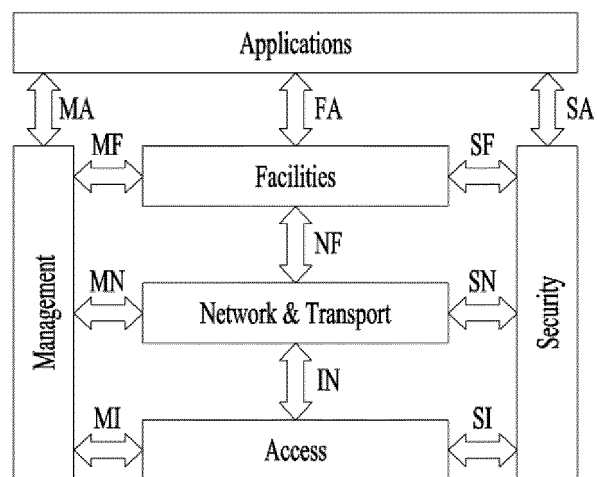 Applications
MA
FA
SA
MF
SF
Facilities
NF
Management
MN
SN
Security
Network & Transport
IN
MI
SI
Access